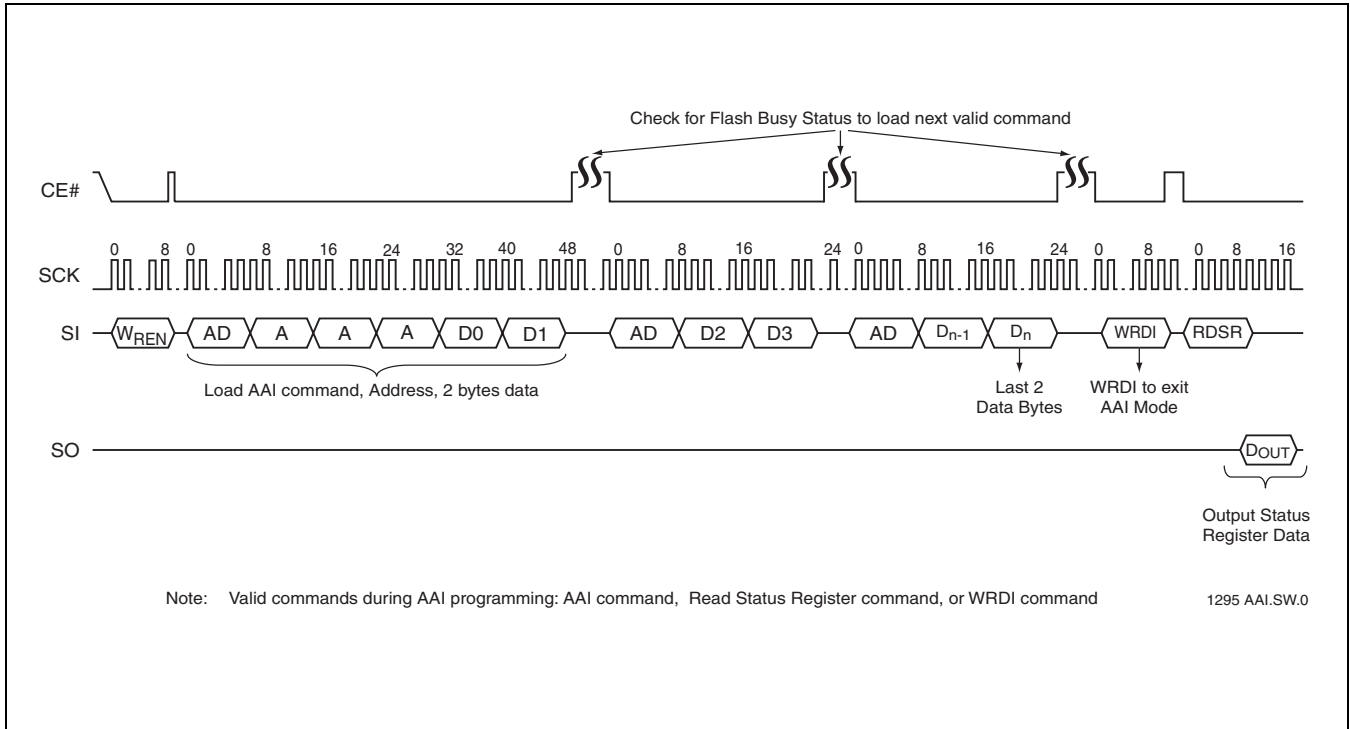 Check for Flash Busy Status to load next valid command
CE#
0 8 0 8 16 24 32 40 48 0 8 16 24 0 8 16 24 0 8 0 8 16
SCK
SI WREN AD A A A D0 D1 AD D2 D3 AD Dn-1 Dn WRDI RDSR
Load AAI command, Address, 2 bytes data
Last 2
Data Bytes
WRDI to exit
AAI Mode
SO DOUT
Output Status
Register Data
Note: Valid commands during AAI programming: AAI command, Read Status Register command, or WRDI command
1295 AAI.SW.0